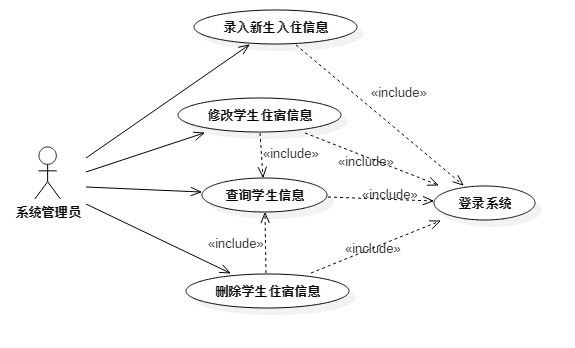 录入新生入住信息
«include»
修改学生住宿信息
«include»
«include»
系统管理员
查询学生信息
«include»
登录系统
«include»
«include»
删除学生住宿信息